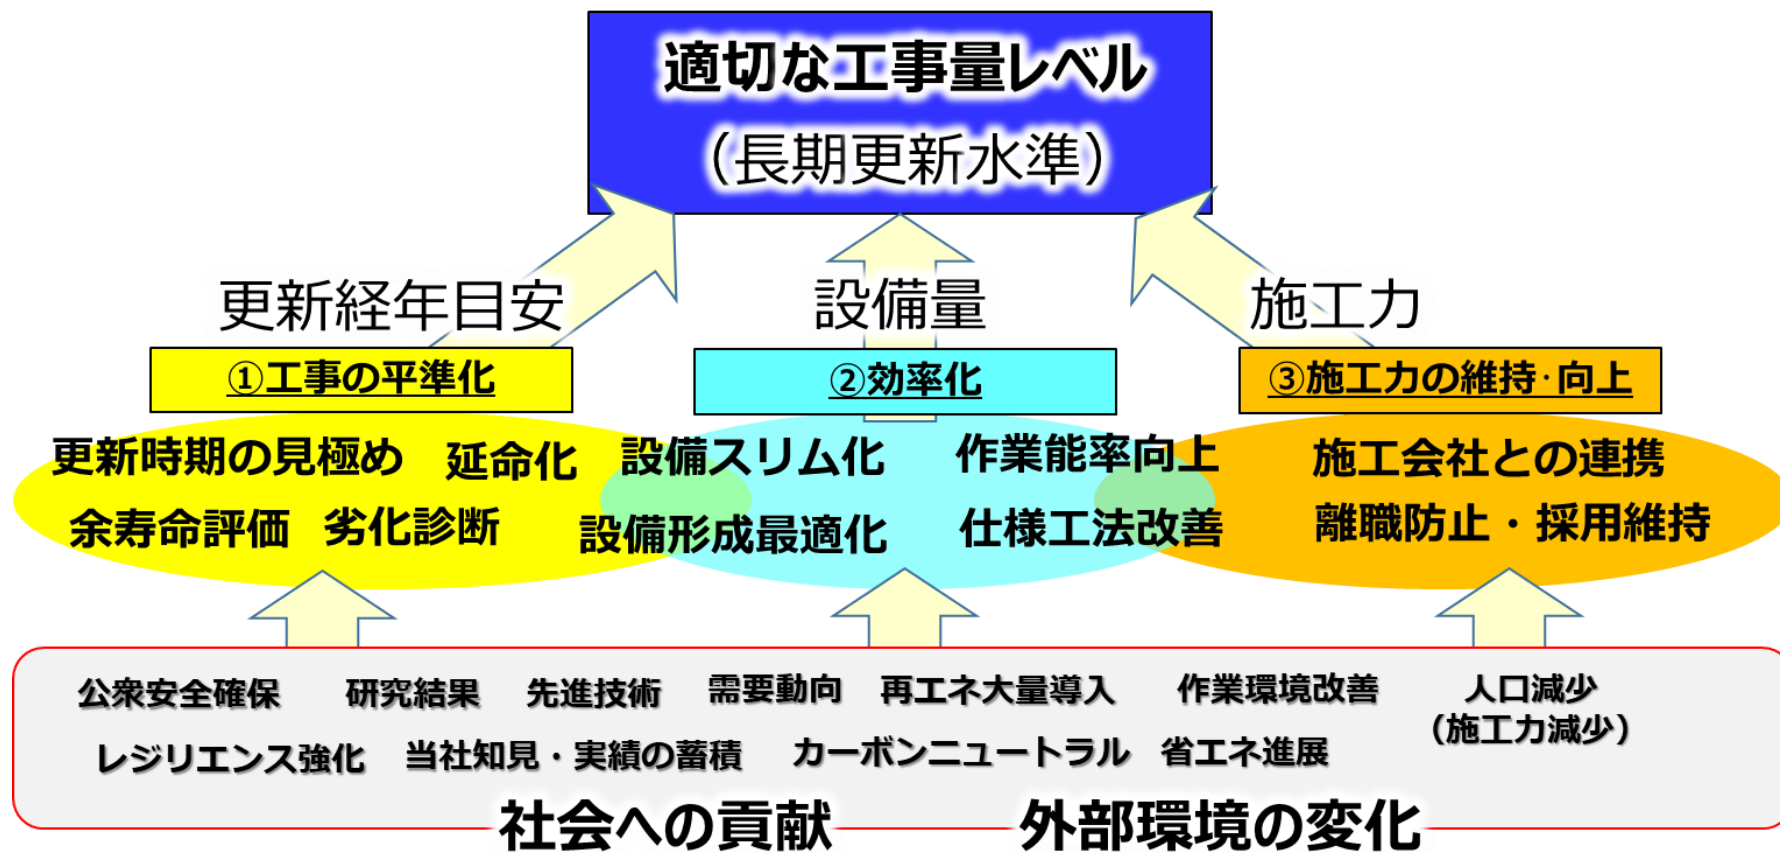 適切な工事量レベル
（長期更新水準）
更新経年目安
設備量
施工力
①工事の平準化
②効率化
③施工力の維持・向上
更新時期の見極め
延命化
余寿命評価
劣化診断
設備スリム化
作業能率向上
設備形成最適化
仕様工法改善
施工会社との連携
離職防止・採用維持
公衆安全確保
研究結果
先進技術
需要動向
再エネ大量導入
作業環境改善
人口減少
（施工力減少）
レジリエンス強化
当社知見・実績の蓄積
カーボンニュートラル
省エネ進展
社会への貢献
外部環境の変化